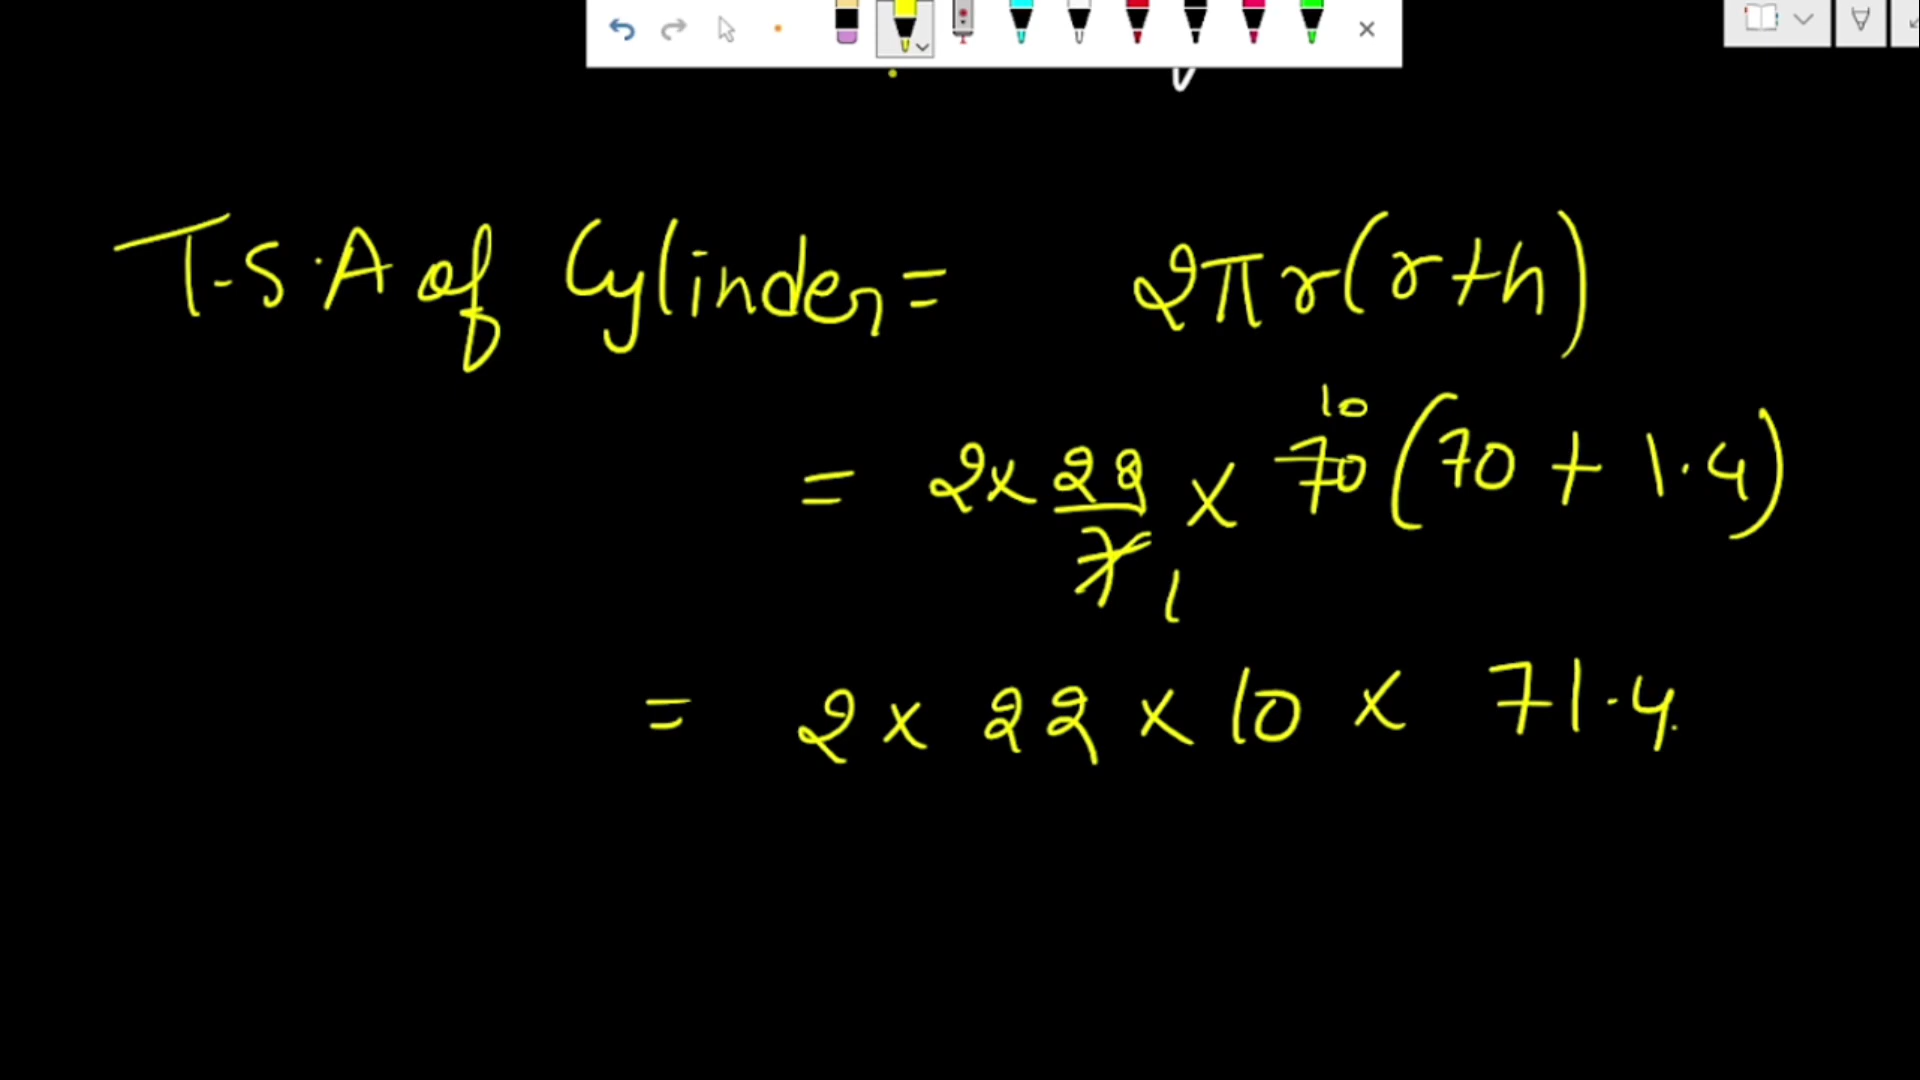 T.S.A of Cylinder = 2πr(r+h)
10
= 2 x 22/7 x 70 (70 + 1.4)
1
= 2 x 22 x 10 x 71.4